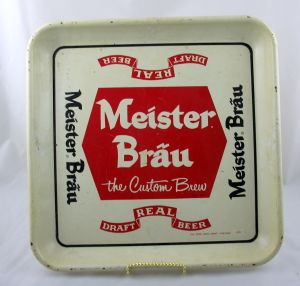 REAL
DRAFT BEER
Meister Bräu
Meister
Bräu
the Custom Brew
Meister Bräu
REAL
DRAFT BEER